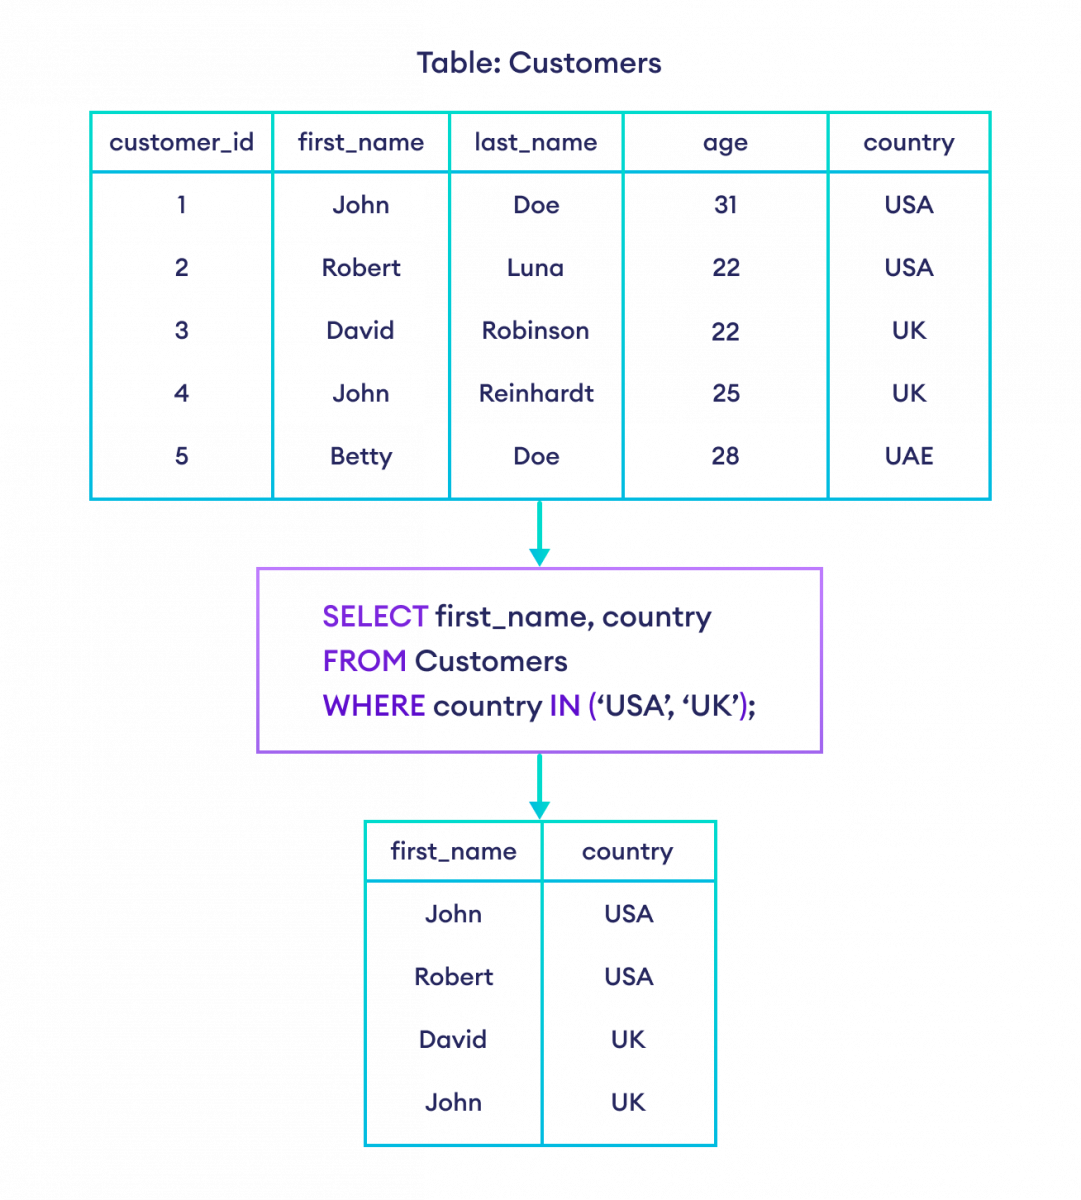 Table: Customers
customer_id first_name last_name age country
1 John Doe 31 USA
2 Robert Luna 22 USA
3 David Robinson 22 UK
4 John Reinhardt 25 UK
5 Betty Doe 28 UAE
SELECT first_name, country
FROM Customers
WHERE country IN (‘USA’, ‘UK’);
first_name country
John USA
Robert USA
David UK
John UK